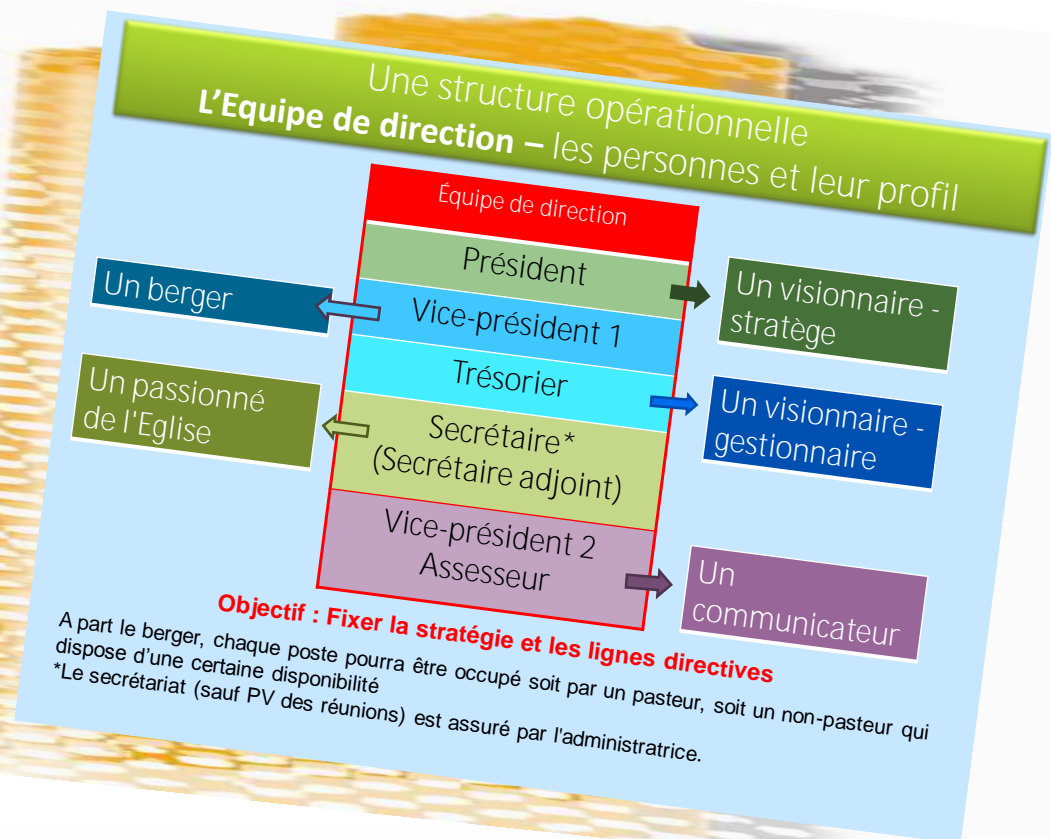 Une structure opérationnelle
L'Equipe de direction – les personnes et leur profil
Équipe de direction
Président
Vice-président 1
Trésorier
Secrétaire*
(Secrétaire adjoint)
Vice-président 2
Assesseur
Un berger
Un passionné
de l'Eglise
Un visionnaire -
stratège
Un visionnaire -
gestionnaire
Un
communicateur
Objectif : Fixer la stratégie et les lignes directives
A part le berger, chaque poste pourra être occupé soit par un pasteur, soit un non-pasteur qui
dispose d'une certaine disponibilité
*Le secrétariat (sauf PV des réunions) est assuré par l'administratrice.